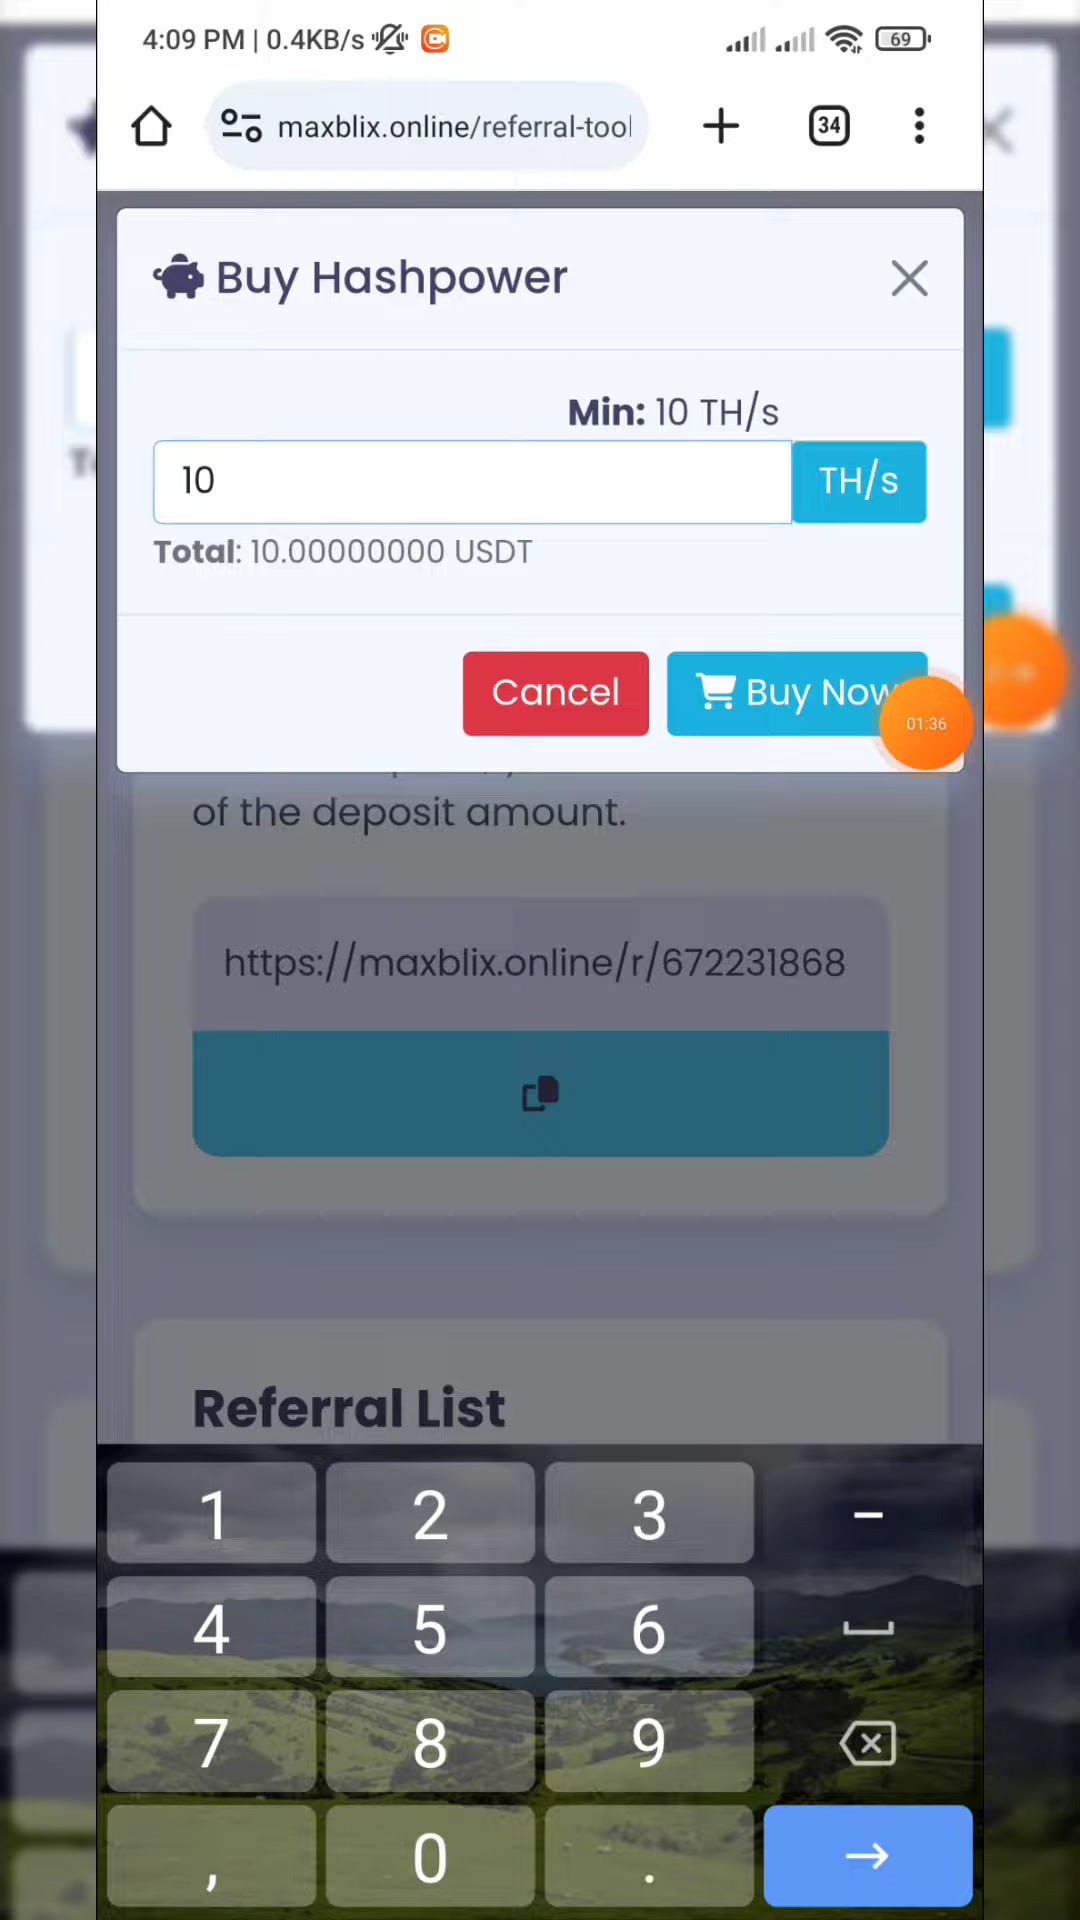 4:09 PM | 0.4KB/s
69
maxblix.online/referral-tool
34
Buy Hashpower
Min: 10 TH/s
10
TH/s
Total: 10.00000000 USDT
Cancel
Buy Now
01:36
of the deposit amount.
https://maxblix.online/r/672231868
Referral List
1 2 3 –
4 5 6
7 8 9
, 0 .